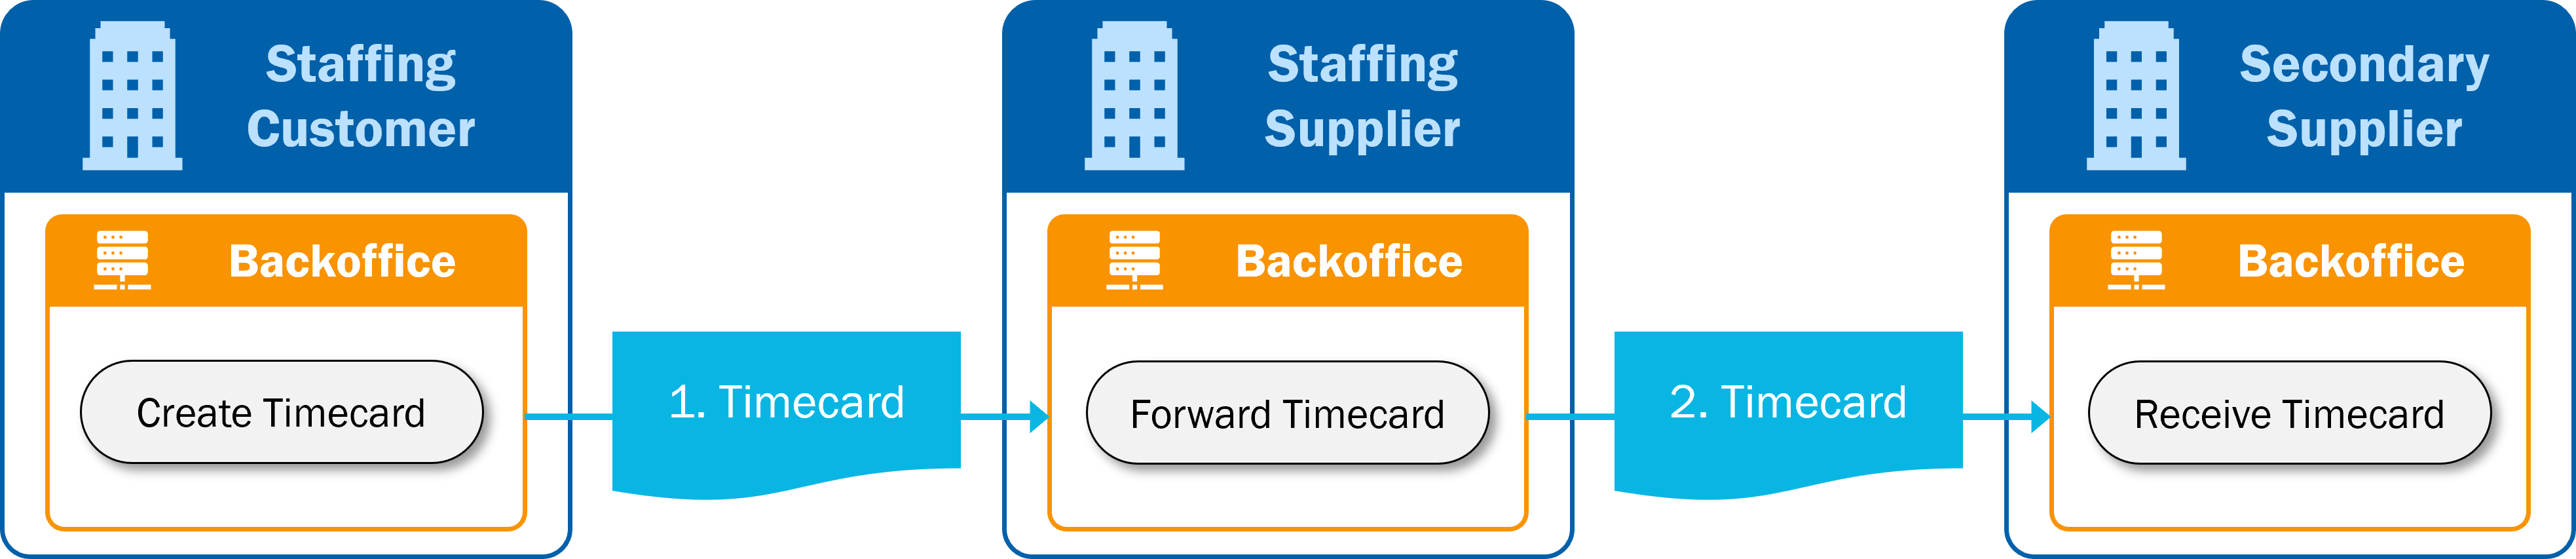 Staffing
Customer
Backoffice
Create Timecard
1. Timecard
Staffing
Supplier
Backoffice
Forward Timecard
2. Timecard
Secondary
Supplier
Backoffice
Receive Timecard